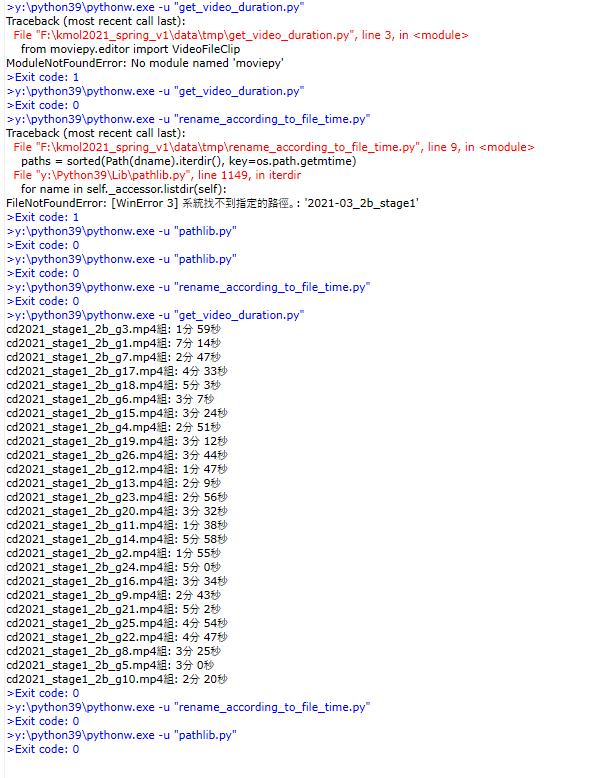 >y:\python39\pythonw.exe -u "get_video_duration.py"
Traceback (most recent call last):
File "F:\kmol2021_spring_v1\data\tmp\get_video_duration.py", line 3, in <module>
from moviepy.editor import VideoFileClip
ModuleNotFoundError: No module named 'moviepy'
>Exit code: 1
>y:\python39\pythonw.exe -u "get_video_duration.py"
>Exit code: 0
>y:\python39\pythonw.exe -u "rename_according_to_file_time.py"
Traceback (most recent call last):
File "F:\kmol2021_spring_v1\data\tmp\rename_according_to_file_time.py", line 9, in <module>
paths = sorted(Path(dname).iterdir(), key=os.path.getmtime)
File "y:\Python39\Lib\pathlib.py", line 1149, in iterdir
for name in self._accessor.listdir(self):
FileNotFoundError: [WinError 3] 系統找不到指定的路徑。: '2021-03_2b_stage1'
>Exit code: 1
>y:\python39\pythonw.exe -u "pathlib.py"
>Exit code: 0
>y:\python39\pythonw.exe -u "pathlib.py"
>Exit code: 0
>y:\python39\pythonw.exe -u "rename_according_to_file_time.py"
>Exit code: 0
>y:\python39\pythonw.exe -u "get_video_duration.py"
cd2021_stage1_2b_g3.mp4組: 1分 59秒
cd2021_stage1_2b_g1.mp4組: 7分 14秒
cd2021_stage1_2b_g7.mp4組: 2分 47秒
cd2021_stage1_2b_g17.mp4組: 4分 33秒
cd2021_stage1_2b_g18.mp4組: 5分 3秒
cd2021_stage1_2b_g6.mp4組: 3分 7秒
cd2021_stage1_2b_g15.mp4組: 3分 24秒
cd2021_stage1_2b_g4.mp4組: 2分 51秒
cd2021_stage1_2b_g19.mp4組: 3分 12秒
cd2021_stage1_2b_g26.mp4組: 3分 44秒
cd2021_stage1_2b_g12.mp4組: 1分 47秒
cd2021_stage1_2b_g13.mp4組: 2分 9秒
cd2021_stage1_2b_g23.mp4組: 2分 56秒
cd2021_stage1_2b_g20.mp4組: 3分 32秒
cd2021_stage1_2b_g11.mp4組: 1分 38秒
cd2021_stage1_2b_g14.mp4組: 5分 58秒
cd2021_stage1_2b_g2.mp4組: 1分 55秒
cd2021_stage1_2b_g24.mp4組: 5分 0秒
cd2021_stage1_2b_g16.mp4組: 3分 34秒
cd2021_stage1_2b_g9.mp4組: 2分 43秒
cd2021_stage1_2b_g21.mp4組: 5分 2秒
cd2021_stage1_2b_g25.mp4組: 4分 54秒
cd2021_stage1_2b_g22.mp4組: 4分 47秒
cd2021_stage1_2b_g8.mp4組: 3分 25秒
cd2021_stage1_2b_g5.mp4組: 3分 0秒
cd2021_stage1_2b_g10.mp4組: 2分 20秒
>Exit code: 0
>y:\python39\pythonw.exe -u "rename_according_to_file_time.py"
>Exit code: 0
>y:\python39\pythonw.exe -u "pathlib.py"
>Exit code: 0